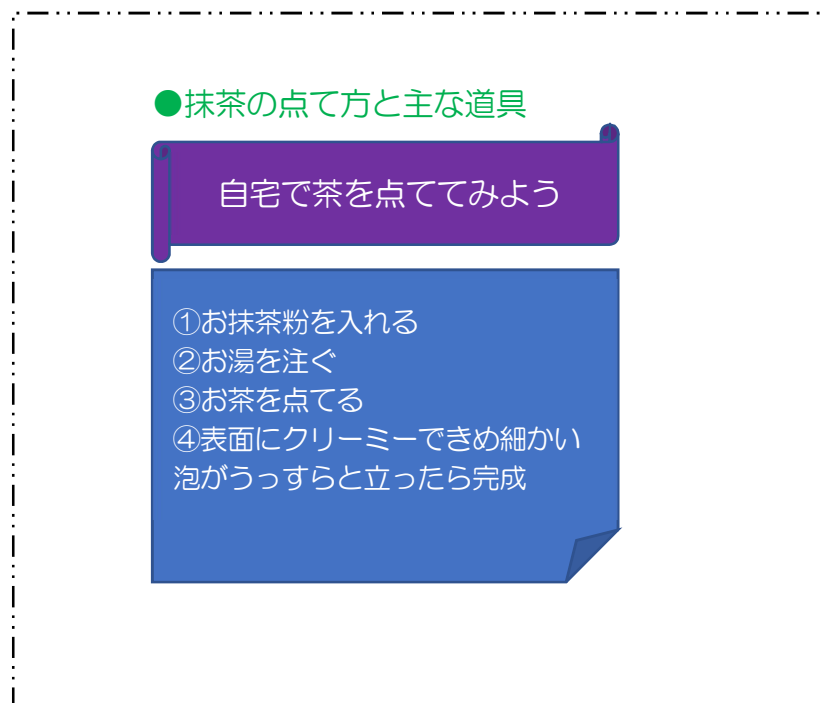 ●抹茶の点て方と主な道具
自宅で茶を点ててみよう
①お抹茶粉を入れる
②お湯を注ぐ
③お茶を点てる
④表面にクリーミーできめ細かい
泡がうっすらと立ったら完成